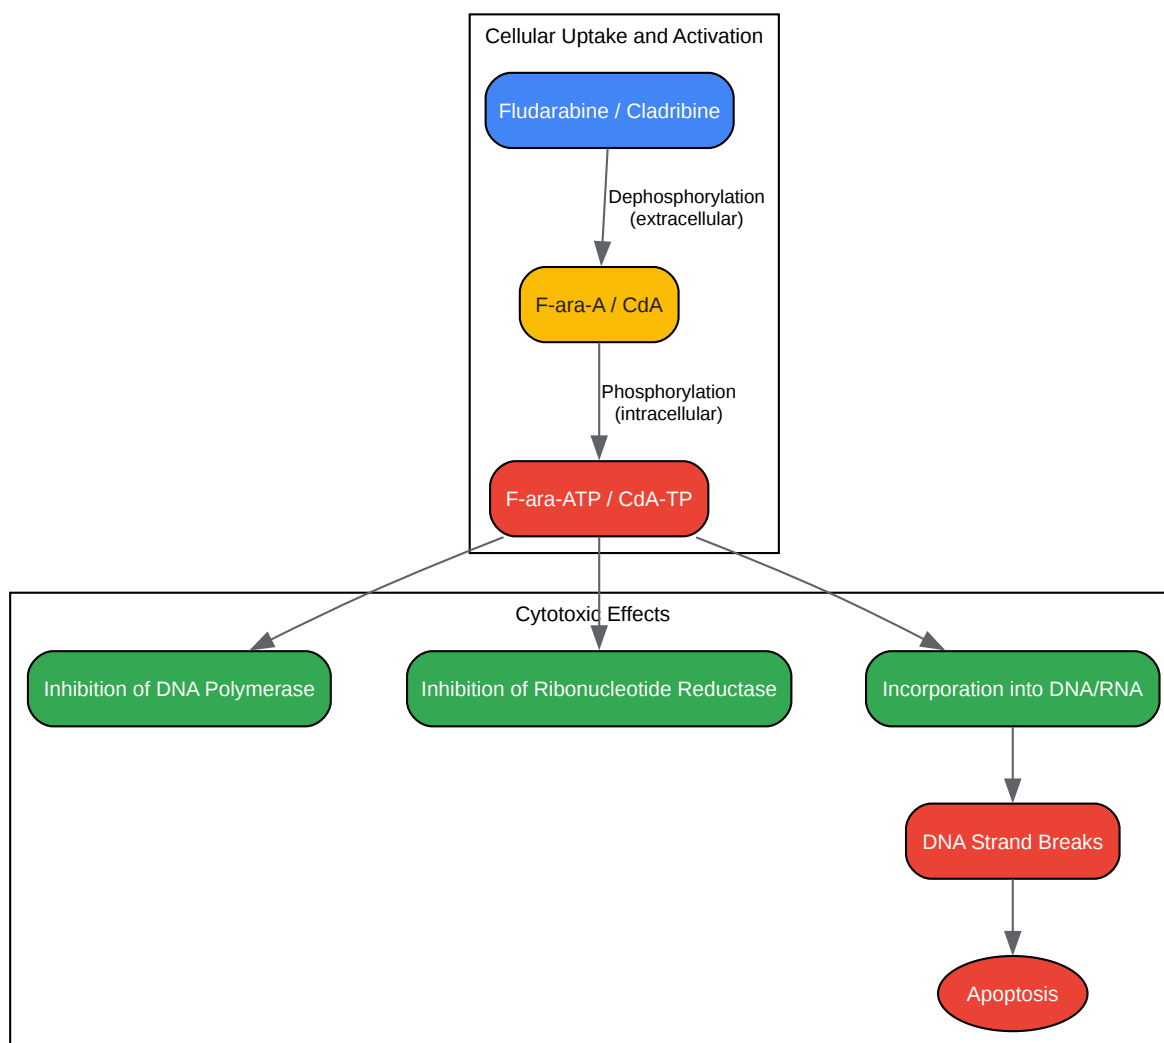 Cellular Uptake and Activation
Fludarabine / Cladribine
Dephosphorylation
(extracellular)
F-ara-A / CdA
Phosphorylation
(intracellular)
F-ara-ATP / CdA-TP
Cytotoxic Effects
Inhibition of DNA Polymerase
Inhibition of Ribonucleotide Reductase
Incorporation into DNA/RNA
DNA Strand Breaks
Apoptosis